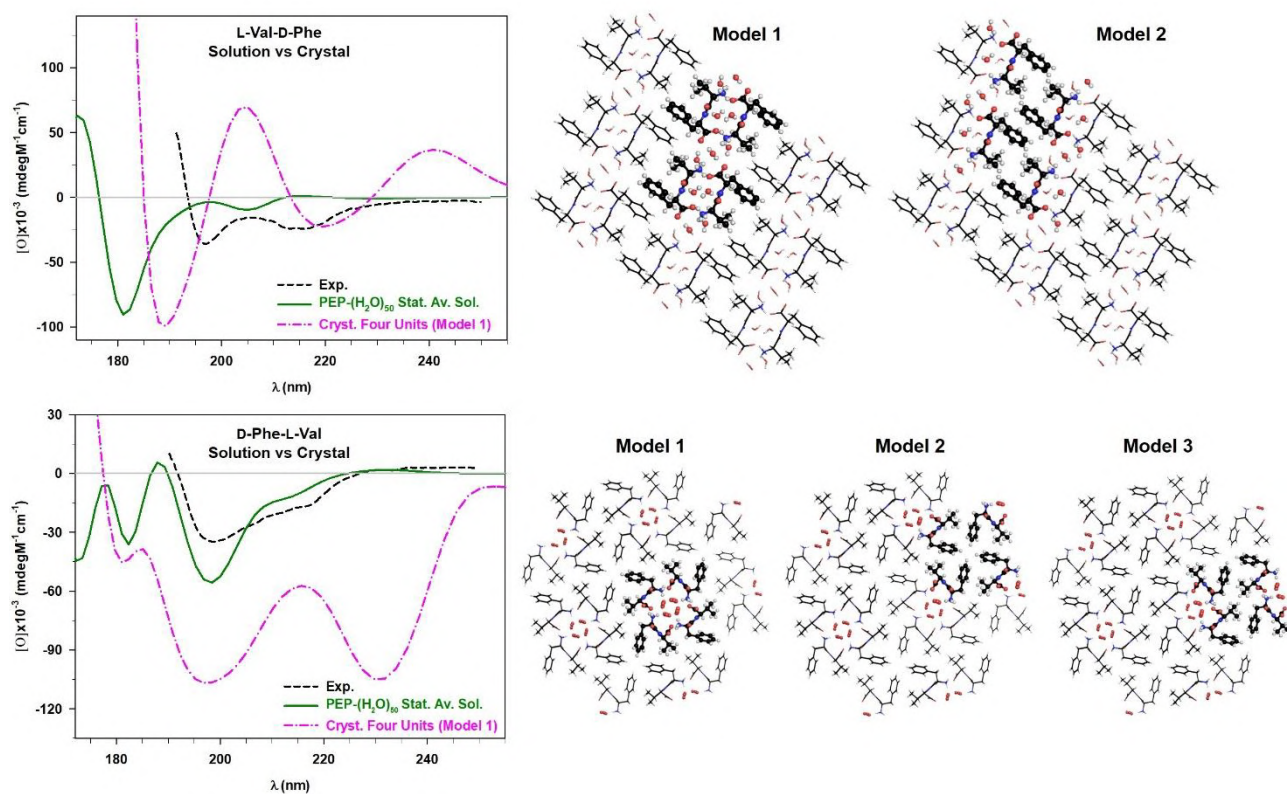 L-Val-D-Phe
Solution vs Crystal
100
50
0
-50
-100
[Θ]x10⁻³ (mdegM⁻¹cm⁻¹)
Exp.
PEP-(H₂O)₅₀ Stat. Av. Sol.
Cryst. Four Units (Model 1)
180 200 220 240
λ (nm)
Model 1
Model 2
D-Phe-L-Val
Solution vs Crystal
30
0
-30
-60
-90
-120
[Θ]x10⁻³ (mdegM⁻¹cm⁻¹)
Exp.
PEP-(H₂O)₅₀ Stat. Av. Sol.
Cryst. Four Units (Model 1)
180 200 220 240
λ (nm)
Model 1
Model 2
Model 3